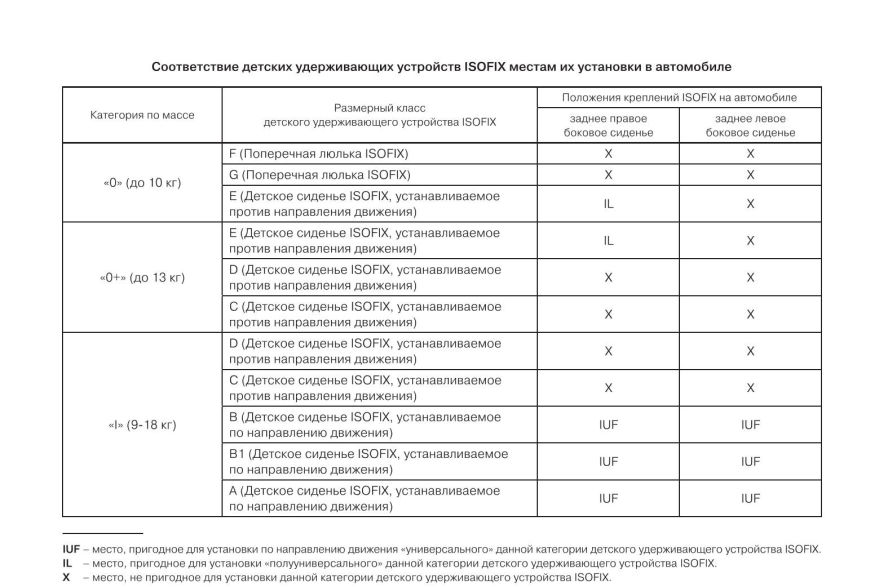 Соответствие детских удерживающих устройств ISOFIX местам их установки в автомобиле
Категория по массе
Размерный класс
детского удерживающего устройства ISOFIX
Положения креплений ISOFIX на автомобиле
заднее правое
боковое сиденье
заднее левое
боковое сиденье
«0» (до 10 кг)
F (Поперечная люлька ISOFIX)
X
X
G (Поперечная люлька ISOFIX)
X
X
E (Детское сиденье ISOFIX, устанавливаемое
против направления движения)
IL
X
«0+» (до 13 кг)
E (Детское сиденье ISOFIX, устанавливаемое
против направления движения)
IL
X
D (Детское сиденье ISOFIX, устанавливаемое
против направления движения)
X
X
C (Детское сиденье ISOFIX, устанавливаемое
против направления движения)
X
X
«I» (9-18 кг)
D (Детское сиденье ISOFIX, устанавливаемое
против направления движения)
X
X
C (Детское сиденье ISOFIX, устанавливаемое
против направления движения)
X
X
B (Детское сиденье ISOFIX, устанавливаемое
по направлению движения)
IUF
IUF
B1 (Детское сиденье ISOFIX, устанавливаемое
по направлению движения)
IUF
IUF
A (Детское сиденье ISOFIX, устанавливаемое
по направлению движения)
IUF
IUF
IUF – место, пригодное для установки по направлению движения «универсального» данной категории детского удерживающего устройства ISOFIX.
IL – место, пригодное для установки «полууниверсального» данной категории детского удерживающего устройства ISOFIX.
X – место, не пригодное для установки данной категории детского удерживающего устройства ISOFIX.